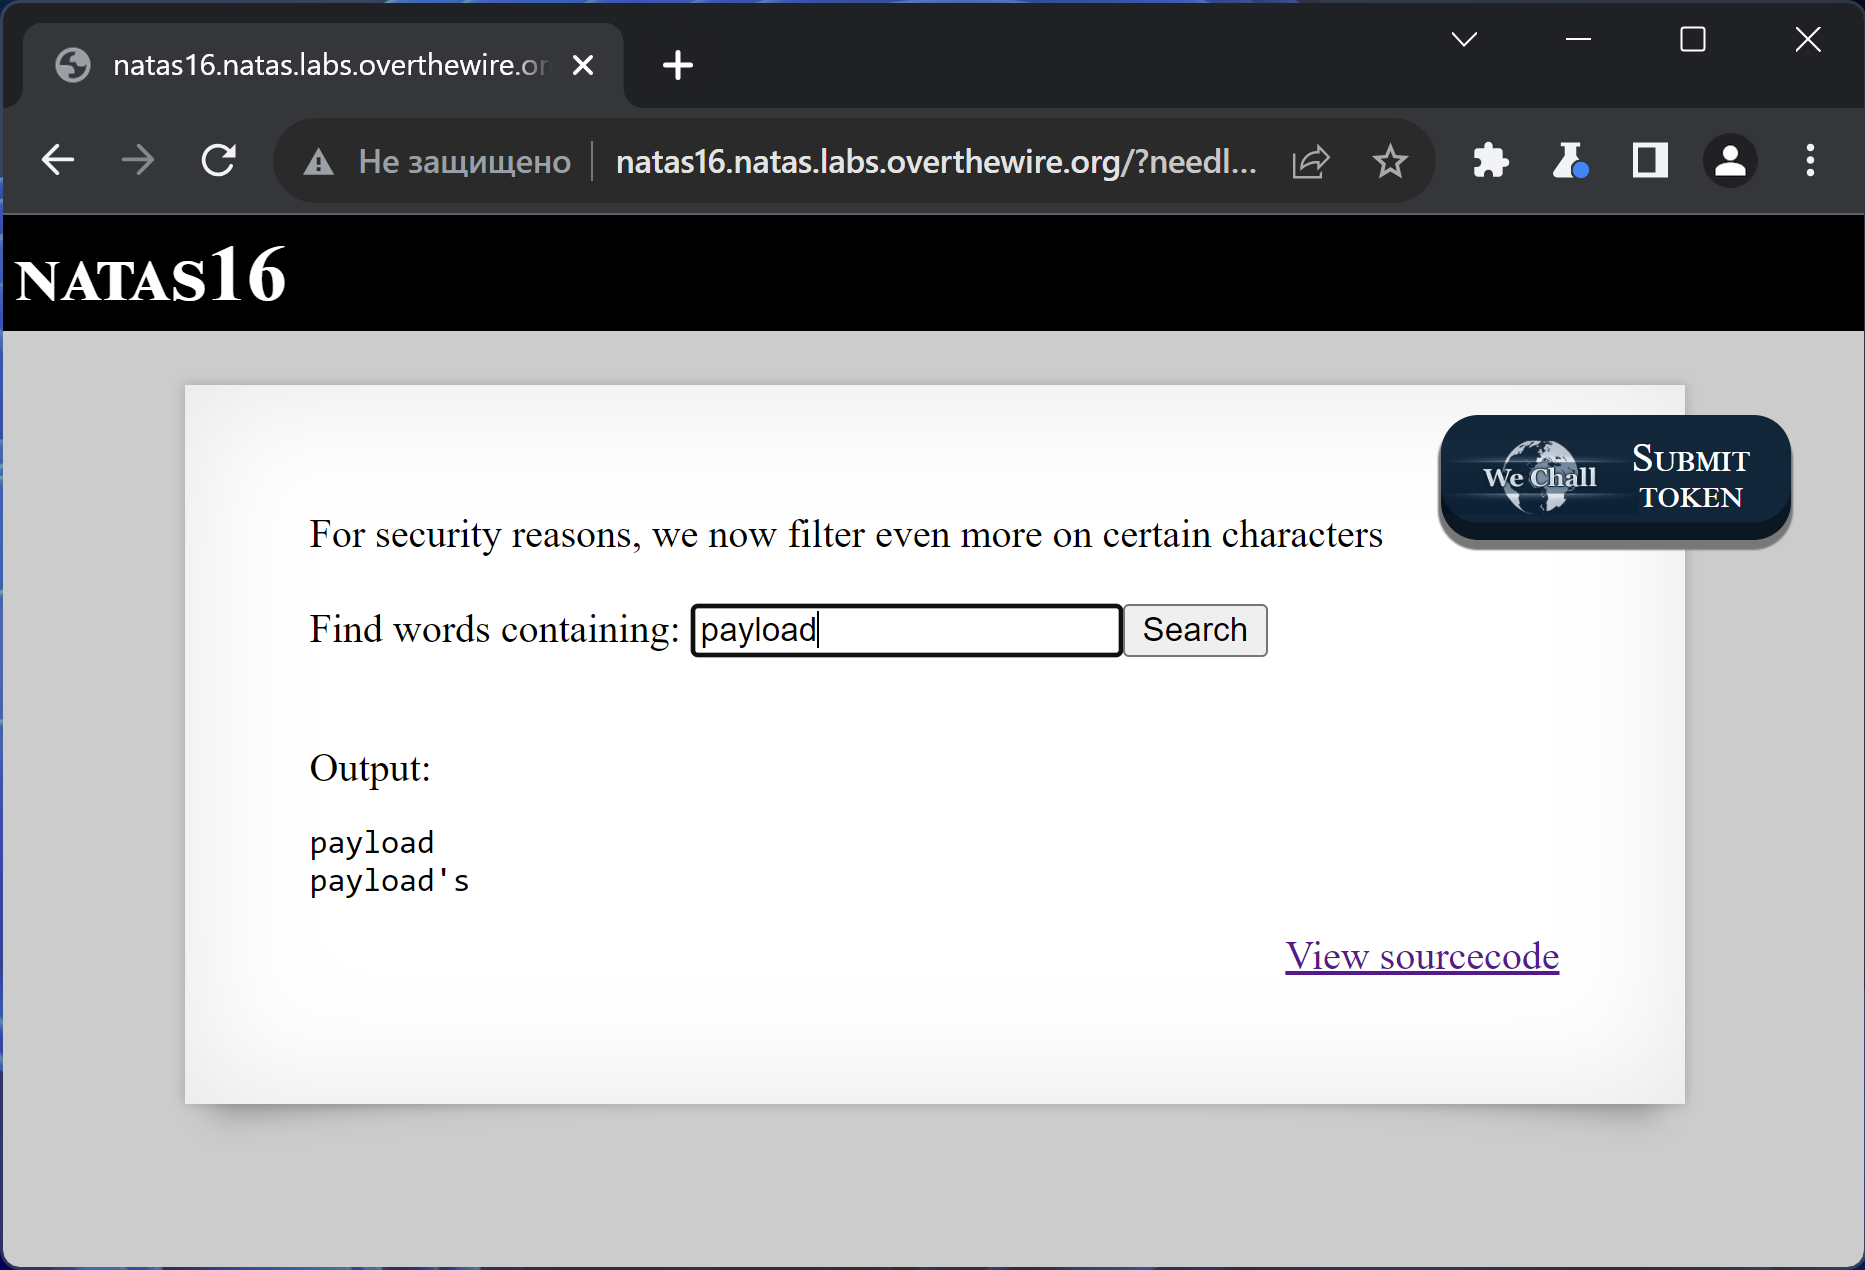 natas16.natas.labs.overthewire.or
Не защищено
natas16.natas.labs.overthewire.org/?needl...
NATAS16
We Chall
SUBMIT
TOKEN
For security reasons, we now filter even more on certain characters
Find words containing: payload Search
Output:
payload
payload's
View sourcecode